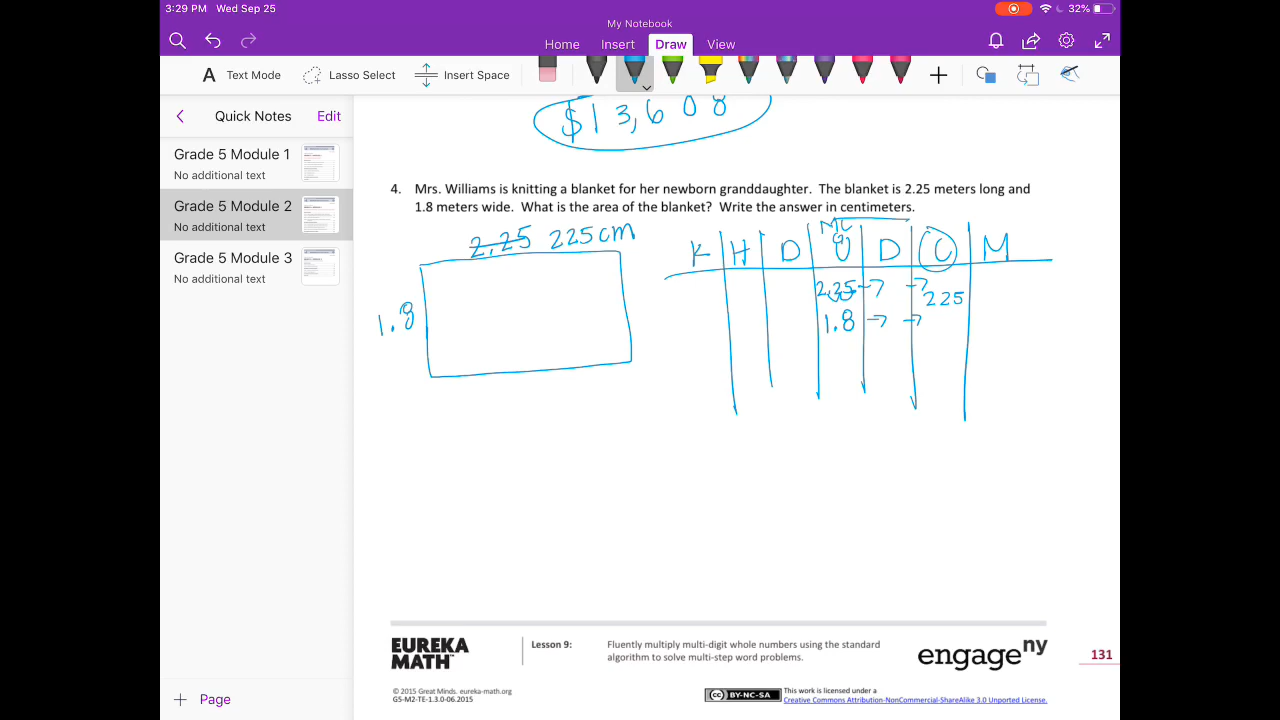 3:29 PM Wed Sep 25
32%
My Notebook
Home Insert Draw View
Text Mode Lasso Select Insert Space
Quick Notes Edit
Grade 5 Module 1
No additional text
Grade 5 Module 2
No additional text
Grade 5 Module 3
No additional text
Page
$13,608
4. Mrs. Williams is knitting a blanket for her newborn granddaughter. The blanket is 2.25 meters long and
1.8 meters wide. What is the area of the blanket? Write the answer in centimeters.
2.25 225cm
1.8
K H D U D C M
2.25 → → 225
1.8 → →
EUREKA
MATH™
Lesson 9: Fluently multiply multi-digit whole numbers using the standard
algorithm to solve multi-step word problems.
engageny
131
© 2015 Great Minds. eureka-math.org
G5-M2-TE-1.3.0-06.2015
cc BY-NC-SA
This work is licensed under a
Creative Commons Attribution-NonCommercial-ShareAlike 3.0 Unported License.